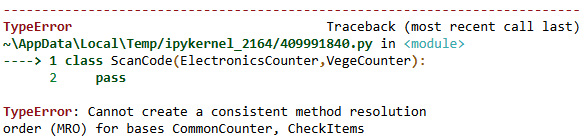 ---------------------------------------------------------------------------
TypeError                                 Traceback (most recent call last)
~\AppData\Local\Temp/ipykernel_2164/409991840.py in <module>
----> 1 class ScanCode(ElectronicsCounter,VegeCounter):
      2     pass
TypeError: Cannot create a consistent method resolution
order (MRO) for bases CommonCounter, CheckItems